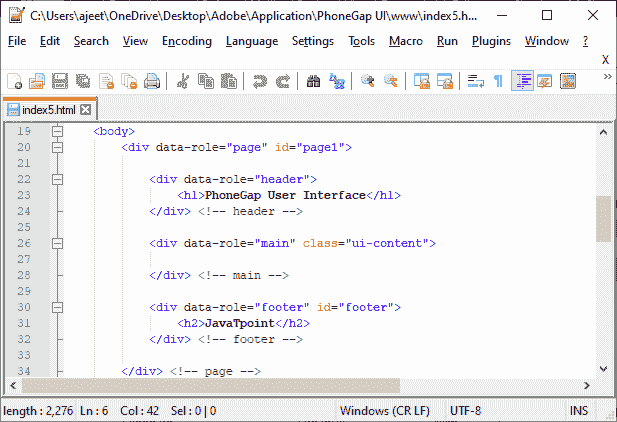 C:\Users\ajeet\OneDrive\Desktop\Adobe\Application\PhoneGap UI\www\index5.h...
File Edit Search View Encoding Language Settings Tools Macro Run Plugins Window ?
X
index5.html
19 <body>
20 <div data-role="page" id="page1">
21
22 <div data-role="header">
23 <h1>PhoneGap User Interface</h1>
24 </div> <!-- header -->
25
26 <div data-role="main" class="ui-content">
27
28 </div> <!-- main -->
29
30 <div data-role="footer" id="footer">
31 <h2>JavaTpoint</h2>
32 </div> <!-- footer -->
33
34 </div> <!-- page -->
length : 2,276 Ln : 6 Col : 42 Sel : 0 | 0 Windows (CR LF) UTF-8 INS